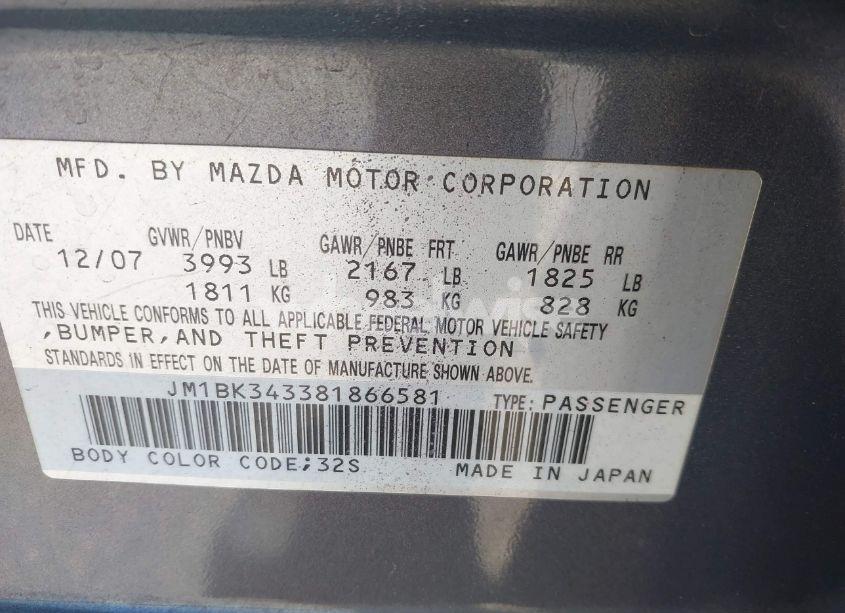 MFD. BY MAZDA MOTOR CORPORATION
DATE GVWR/PNBV GAWR/PNBE FRT GAWR/PNBE RR
12/07 3993 LB 2167 LB 1825 LB
1811 KG 983 KG 828 KG
THIS VEHICLE CONFORMS TO ALL APPLICABLE FEDERAL MOTOR VEHICLE SAFETY
,BUMPER,AND THEFT PREVENTION
STANDARDS IN EFFECT ON THE DATE OF MANUFACTURE SHOWN ABOVE.
JM1BK343381866581 TYPE: PASSENGER
BODY COLOR CODE;32S MADE IN JAPAN